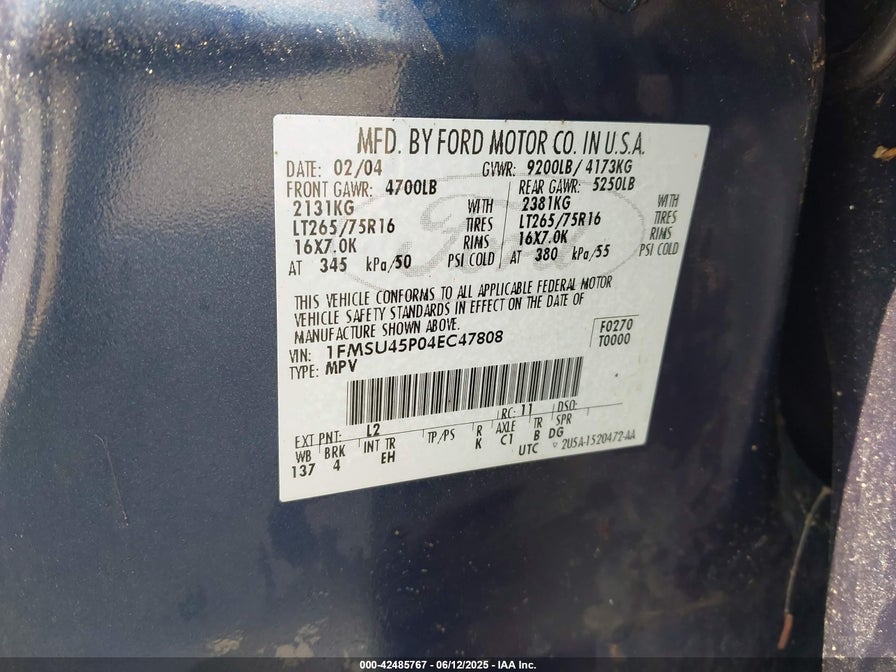 MFD. BY FORD MOTOR CO. IN U.S.A.
DATE: 02/04 GVWR: 9200LB/ 4173KG
FRONT GAWR: 4700LB REAR GAWR: 5250LB
2131KG WITH 2381KG WITH
LT265/75R16 TIRES LT265/75R16 TIRES
16X7.0K RIMS 16X7.0K RIMS
AT 345 kPa/50 PSI COLD AT 380 kPa/55 PSI COLD
Ford
THIS VEHICLE CONFORMS TO ALL APPLICABLE FEDERAL MOTOR
VEHICLE SAFETY STANDARDS IN EFFECT ON THE DATE OF
MANUFACTURE SHOWN ABOVE.
VIN: 1FMSU45P04EC47808 F0270
TYPE: MPV T0000
RC: 11 DSO:
EXT PNT: L2
WB BRK INT TR TP/PS R AXLE TR SPR
137 4 EH K C1 B DG
UTC 2U5A-1520472-AA
000-42485767 - 06/12/2025 - IAA Inc.